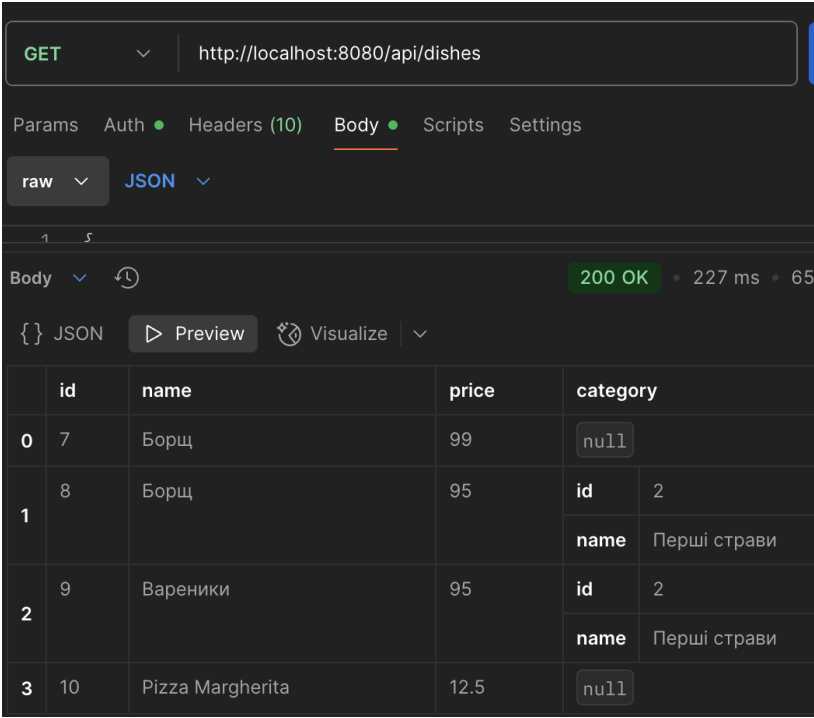 GET http://localhost:8080/api/dishes
Params Auth Headers (10) Body Scripts Settings
raw JSON
1 {
Body 200 OK • 227 ms • 65
{} JSON Preview Visualize
id name price category
0 7 Борщ 99 null
1 8 Борщ 95 id 2
name Перші страви
2 9 Вареники 95 id 2
name Перші страви
3 10 Pizza Margherita 12.5 null